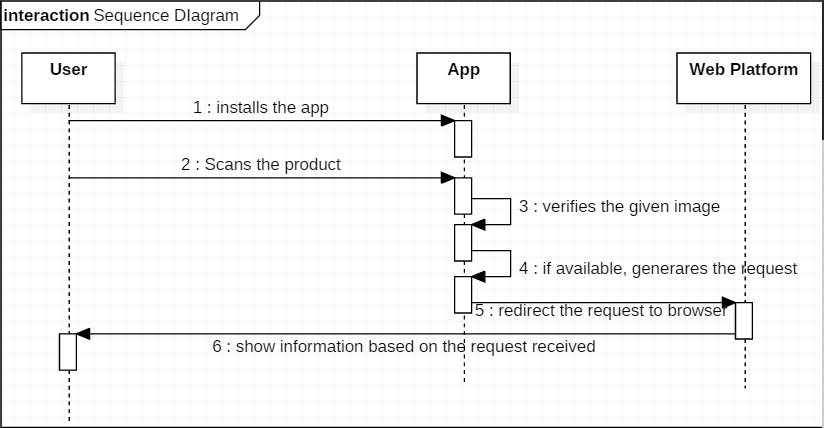 interaction Sequence DIagram
User
App
Web Platform
1 : installs the app
2 : Scans the product
3 : verifies the given image
4 : if available, generares the request
5 : redirect the request to browser
6 : show information based on the request received